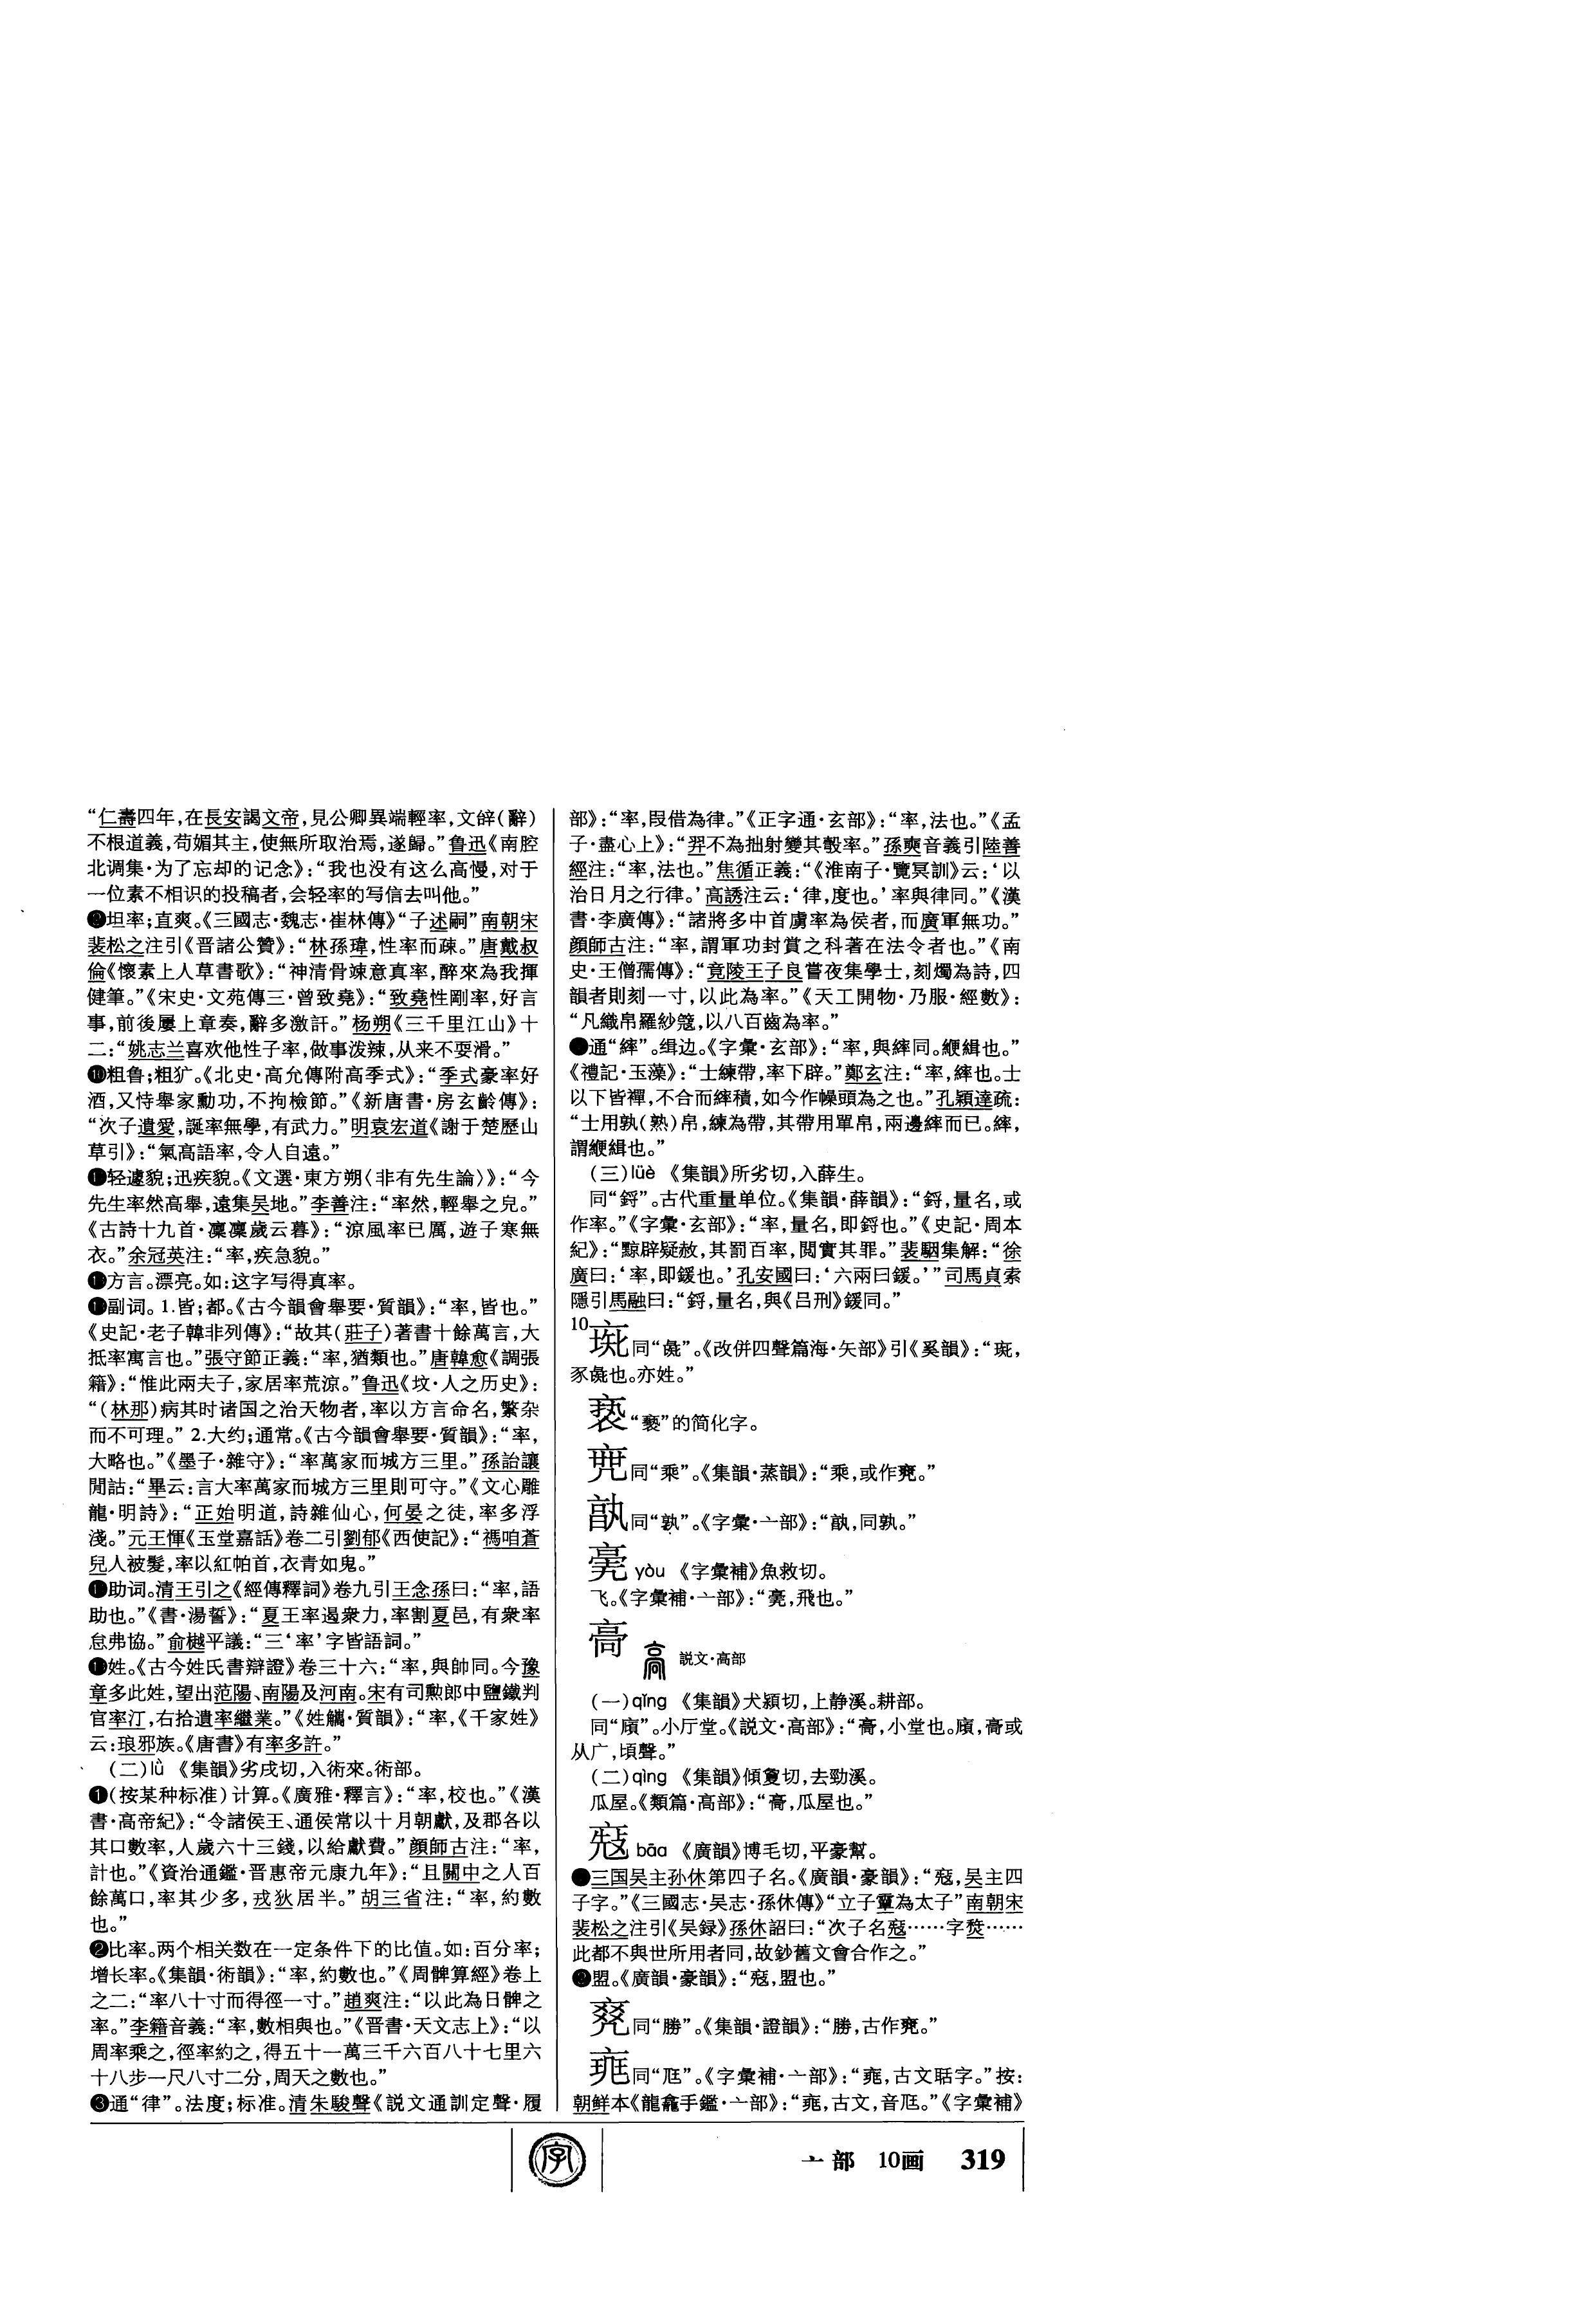 “仁壽四年,在長安謁文帝,見公卿異端輕率,文辝(辭)
不根道義,苟媚其主,使無所取治焉,遂歸。”鲁迅《南腔
北调集·为了忘却的记念》:“我也没有这么高慢,对于
一位素不相识的投稿者,会轻率的写信去叫他。”
坦率;直爽。《三國志·魏志·崔林傳》“子述嗣”南朝宋
裴松之注引《晋諸公贊》:“林孫瑋,性率而疎。”唐戴叔
倫《懷素上人草書歌》:“神清骨竦意真率,醉來為我揮
健筆。”《宋史·文苑傳三·曾致堯》:“致堯性剛率,好言
事,前後屢上章奏,辭多激訐。”杨朔《三千里江山》十
二:“姚志兰喜欢他性子率,做事泼辣,从来不耍滑。”
粗鲁;粗犷。《北史·高允傳附高季式》:“季式豪率好
酒,又恃舉家勳功,不拘檢節。”《新唐書·房玄齡傳》:
“次子遺愛,誕率無學,有武力。”明袁宏道《謝于楚歷山
草引》:“氣高語率,令人自遠。”
轻遽貌;迅疾貌。《文選·東方朔〈非有先生論〉》:“今
先生率然高舉,遠集吴地。”李善注:“率然,輕舉之皃。”
《古詩十九首·凜凜歲云暮》:“涼風率已厲,遊子寒無
衣。”余冠英注:“率,疾急貌。”
方言。漂亮。如:这字写得真率。
副词。1.皆;都。《古今韻會舉要·質韻》:“率,皆也。”
《史記·老子韓非列傳》:“故其(莊子)著書十餘萬言,大
抵率寓言也。”張守節正義:“率,猶類也。”唐韓愈《調張
籍》:“惟此兩夫子,家居率荒涼。”鲁迅《坟·人之历史》:
“(林那)病其时诸国之治天物者,率以方言命名,繁杂
而不可理。” 2.大约;通常。《古今韻會舉要·質韻》:“率,
大略也。”《墨子·雜守》:“率萬家而城方三里。”孫詒讓
閒詁:“畢云:言大率萬家而城方三里則可守。”《文心雕
龍·明詩》:“正始明道,詩雜仙心,何晏之徒,率多浮
淺。”元王惲《玉堂嘉話》卷二引劉郁《西使記》:“禡咱蒼
兒人被髮,率以紅帕首,衣青如鬼。”
助词。清王引之《經傳釋詞》卷九引王念孫曰:“率,語
助也。”《書·湯誓》:“夏王率遏衆力,率割夏邑,有衆率
怠弗協。”俞樾平議:“三‘率’字皆語詞。”
姓。《古今姓氏書辯證》卷三十六:“率,與帥同。今豫
章多此姓,望出范陽、南陽及河南。宋有司勲郎中鹽鐵判
官率汀,右拾遺率繼業。”《姓觿·質韻》:“率,《千家姓》
云:琅邪族。《唐書》有率多許。”
(二)lǜ 《集韻》劣戌切,入術來。術部。
❶(按某种标准)计算。《廣雅·釋言》:“率,校也。”《漢
書·高帝紀》:“令諸侯王、通侯常以十月朝獻,及郡各以
其口數率,人歲六十三錢,以給獻費。”顔師古注:“率,
計也。”《資治通鑑·晋惠帝元康九年》:“且關中之人百
餘萬口,率其少多,戎狄居半。”胡三省注:“率,約數
也。”
❷比率。两个相关数在一定条件下的比值。如:百分率;
增长率。《集韻·術韻》:“率,約數也。”《周髀算經》卷上
之二:“率八十寸而得徑一寸。”趙爽注:“以此為日髀之
率。”李籍音義:“率,數相與也。”《晋書·天文志上》:“以
周率乘之,徑率約之,得五十一萬三千六百八十七里六
十八步一尺八寸二分,周天之數也。”
❸通“律”。法度;标准。清朱駿聲《説文通訓定聲·履
部》:“率,叚借為律。”《正字通·玄部》:“率,法也。”《孟
子·盡心上》:“羿不為拙射變其彀率。”孫奭音義引陸善
經注:“率,法也。”焦循正義:“《淮南子·覽冥訓》云:‘以
治日月之行律。’高誘注云:‘律,度也。’率與律同。”《漢
書·李廣傳》:“諸將多中首虜率為侯者,而廣軍無功。”
顔師古注:“率,謂軍功封賞之科著在法令者也。”《南
史·王僧孺傳》:“竟陵王子良嘗夜集學士,刻燭為詩,四
韻者則刻一寸,以此為率。”《天工開物·乃服·經數》:
“凡織帛羅紗簆,以八百齒為率。”
通“繂”。缉边。《字彙·玄部》:“率,與繂同。緶緝也。”
《禮記·玉藻》:“士練帶,率下辟。”鄭玄注:“率,繂也。士
以下皆襌,不合而繂積,如今作幧頭為之也。”孔穎達疏:
“士用孰(熟)帛,練為帶,其帶用單帛,兩邊繂而已。繂,
謂緶緝也。”
(三)lüè 《集韻》所劣切,入薛生。
同“鋝”。古代重量单位。《集韻·薛韻》:“鋝,量名,或
作率。”《字彙·玄部》:“率,量名,即鋝也。”《史記·周本
紀》:“黥辟疑赦,其罰百率,閲實其罪。”裴駰集解:“徐
廣曰:‘率,即鍰也。’孔安國曰:‘六兩曰鍰。’”司馬貞索
隱引馬融曰:“鋝,量名,與《吕刑》鍰同。”
10
同“彘”。《改併四聲篇海·矢部》引《奚韻》:“
豕彘也。亦姓。”
亵“褻”的简化字。
同“乘”。《集韻·蒸韻》:“乘,或作。”
同“孰”。《字彙·亠部》:“,同孰。”
yòu 《字彙補》魚救切。
飞。《字彙補·亠部》:“,飛也。”
髙 説文·高部
(一)qǐng 《集韻》犬潁切,上静溪。耕部。
同“廎”。小厅堂。《説文·高部》:“,小堂也。廎,或
从广,頃聲。”
(二)qìng 《集韻》傾敻切,去勁溪。
瓜屋。《類篇·高部》:“,瓜屋也。”
bāo 《廣韻》博毛切,平豪幫。
三国吴主孙休第四子名。《廣韻·豪韻》:“,吴主四
子字。”《三國志·吴志·孫休傳》“立子𩅦為太子”南朝宋
裴松之注引《吴録》孫休詔曰:“次子名……字㷏……
此都不與世所用者同,故鈔舊文會合作之。”
❷盟。《廣韻·豪韻》:“,盟也。”
同“勝”。《集韻·證韻》:“勝,古作。”
同“尫”。《字彙補·亠部》:“,古文聒字。”按:
朝鲜本《龍龕手鑑·亠部》:“,古文,音尫。”《字彙補》
字
亠部 10画 319